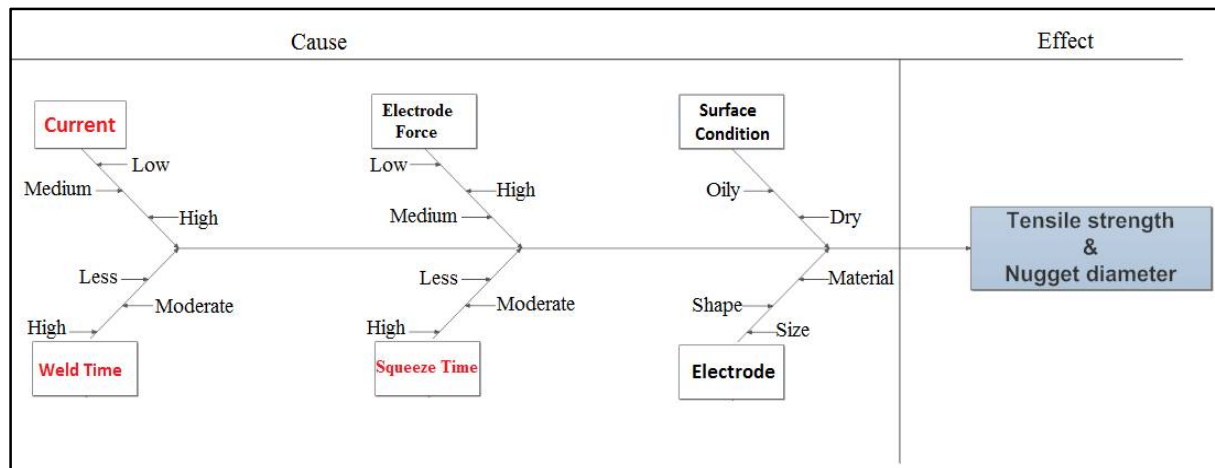 Cause
Effect
Current
Electrode
Force
Surface
Condition
Low
Medium
High
Low
High
Medium
Oily
Dry
Tensile strength
&
Nugget diameter
Less
Moderate
High
Less
Moderate
High
Material
Shape
Size
Weld Time
Squeeze Time
Electrode